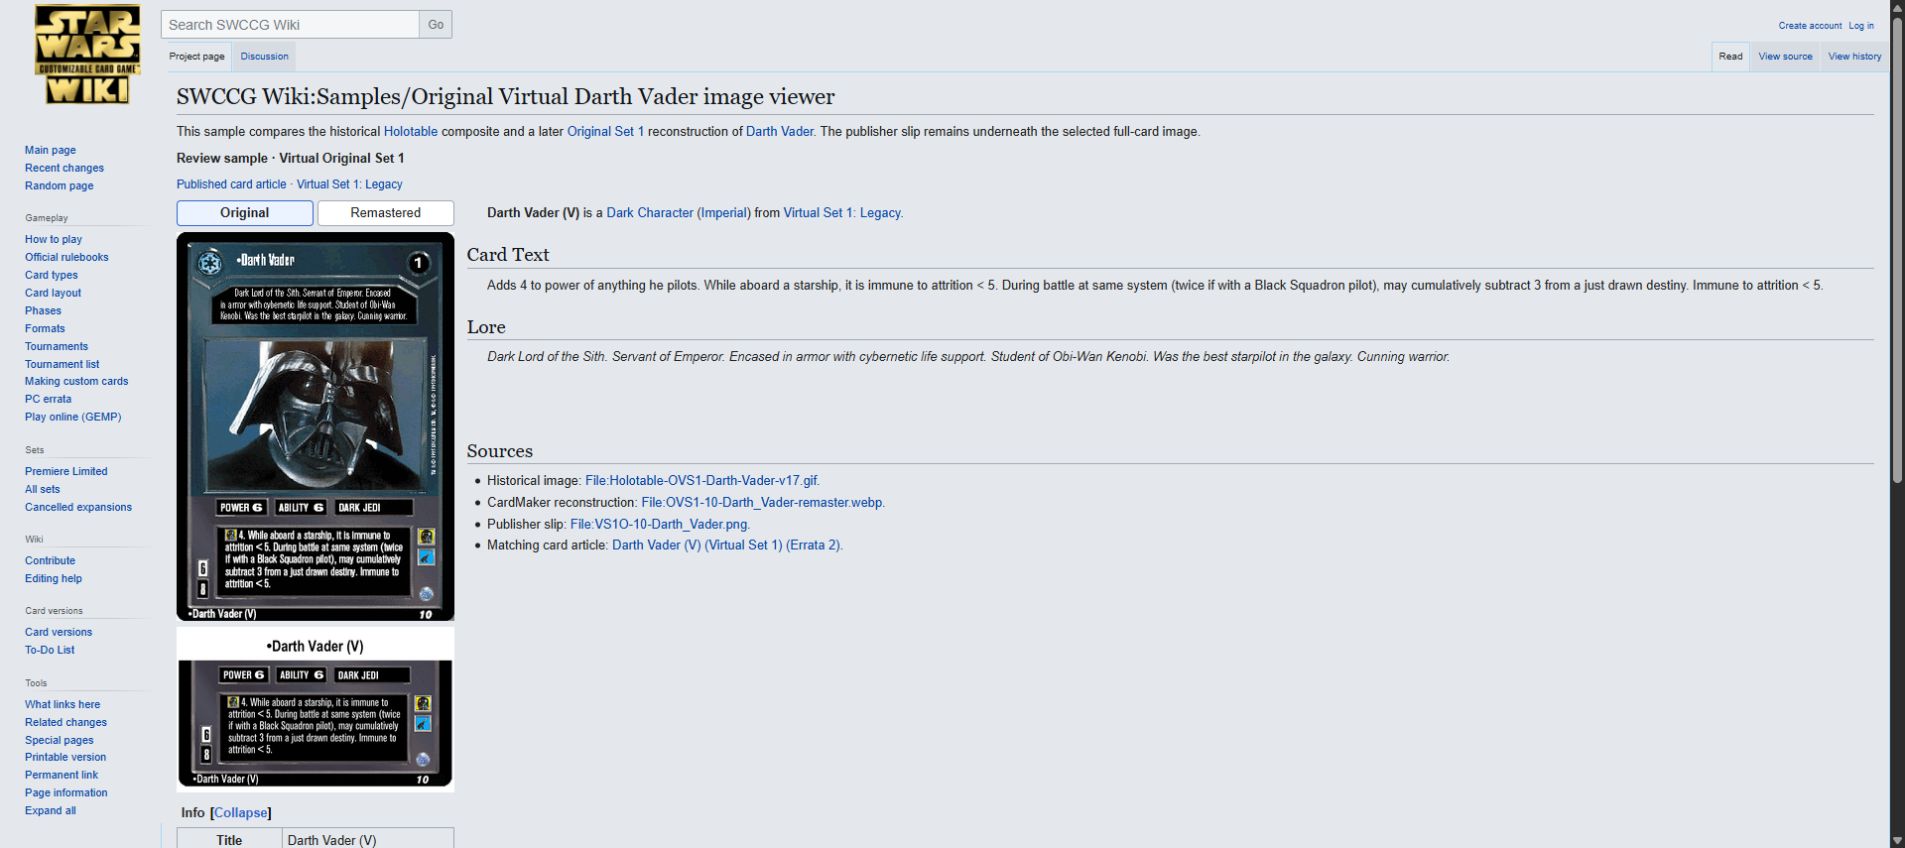 STAR
WARS
CUSTOMIZABLE CARD GAME
WIKI
Search SWCCG Wiki
Go
Create account Log in
Project page Discussion
Read View source View history
SWCCG Wiki:Samples/Original Virtual Darth Vader image viewer
This sample compares the historical Holotable composite and a later Original Set 1 reconstruction of Darth Vader. The publisher slip remains underneath the selected full-card image.
Review sample · Virtual Original Set 1
Published card article · Virtual Set 1: Legacy
Main page
Recent changes
Random page
Gameplay
How to play
Official rulebooks
Card types
Card layout
Phases
Formats
Tournaments
Tournament list
Making custom cards
PC errata
Play online (GEMP)
Sets
Premiere Limited
All sets
Cancelled expansions
Wiki
Contribute
Editing help
Card versions
Card versions
To-Do List
Tools
What links here
Related changes
Special pages
Printable version
Permanent link
Page information
Expand all
Original Remastered
•Darth Vader 1
Dark Lord of the Sith. Servant of Emperor. Encased
in armor with cybernetic life support. Student of Obi-Wan
Kenobi. Was the best starpilot in the galaxy. Cunning warrior.
POWER 6 ABILITY 6 DARK JEDI
4. While aboard a starship, it is immune to
attrition < 5. During battle at same system (twice
if with a Black Squadron pilot), may cumulatively
subtract 3 from a just drawn destiny. Immune to
attrition < 5.
6
8
•Darth Vader (V) 10
•Darth Vader (V)
POWER 6 ABILITY 6 DARK JEDI
4. While aboard a starship, it is immune to
attrition < 5. During battle at same system (twice
if with a Black Squadron pilot), may cumulatively
subtract 3 from a just drawn destiny. Immune to
attrition < 5.
6
8
•Darth Vader (V) 10
Info [Collapse]
Title Darth Vader (V)
Darth Vader (V) is a Dark Character (Imperial) from Virtual Set 1: Legacy.
Card Text
Adds 4 to power of anything he pilots. While aboard a starship, it is immune to attrition < 5. During battle at same system (twice if with a Black Squadron pilot), may cumulatively subtract 3 from a just drawn destiny. Immune to attrition < 5.
Lore
Dark Lord of the Sith. Servant of Emperor. Encased in armor with cybernetic life support. Student of Obi-Wan Kenobi. Was the best starpilot in the galaxy. Cunning warrior.
Sources
• Historical image: File:Holotable-OVS1-Darth-Vader-v17.gif.
• CardMaker reconstruction: File:OVS1-10-Darth_Vader-remaster.webp.
• Publisher slip: File:VS1O-10-Darth_Vader.png.
• Matching card article: Darth Vader (V) (Virtual Set 1) (Errata 2).